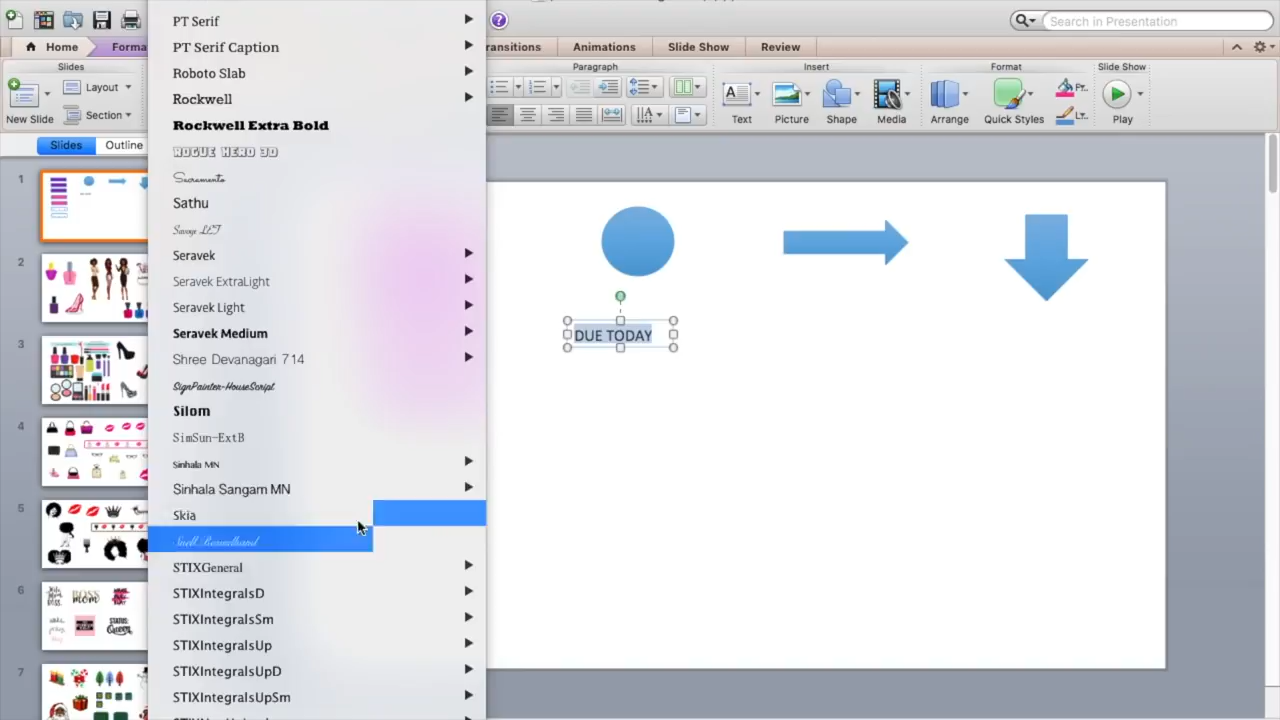 Search in Presentation
Home
Forma
ransitions
Animations
Slide Show
Review
Slides
Paragraph
Insert
Format
Slide Show
New Slide
Layout
Section
Text
Picture
Shape
Media
Arrange
Quick Styles
Play
Slides
Outline
PT Serif
PT Serif Caption
Roboto Slab
Rockwell
Rockwell Extra Bold
ROGUE HERO 3D
Sacramento
Sathu
Savoye LET
Seravek
Seravek ExtraLight
Seravek Light
Seravek Medium
Shree Devanagari 714
SignPainter-HouseScript
Silom
SimSun-ExtB
Sinhala MN
Sinhala Sangam MN
Skia
Snell Roundhand
STIXGeneral
STIXIntegralsD
STIXIntegralsSm
STIXIntegralsUp
STIXIntegralsUpD
STIXIntegralsUpSm
DUE TODAY
1
2
3
4
5
6
7
BOSS